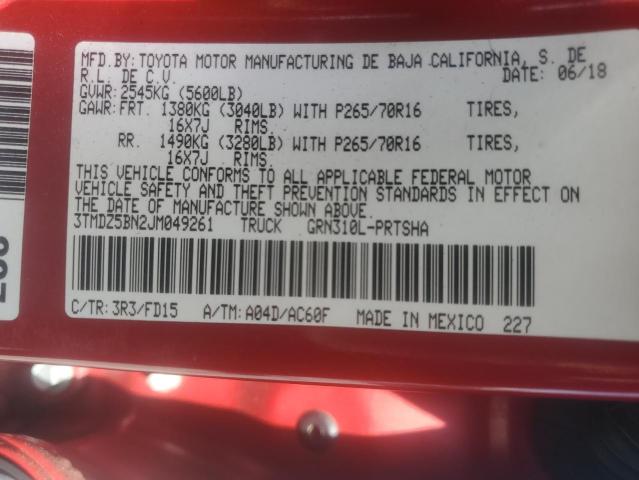 MFD.BY: TOYOTA MOTOR MANUFACTURING DE BAJA CALIFORNIA, S. DE
R.L. DE C.V. DATE: 06/18
GVWR: 2545KG (5600LB)
GAWR: FRT. 1380KG (3040LB) WITH P265/70R16 TIRES,
16X7J RIMS.
RR. 1490KG (3280LB) WITH P265/70R16 TIRES,
16X7J RIMS.
THIS VEHICLE CONFORMS TO ALL APPLICABLE FEDERAL MOTOR
VEHICLE SAFETY AND THEFT PREVENTION STANDARDS IN EFFECT ON
THE DATE OF MANUFACTURE SHOWN ABOVE.
3TMDZ5BN2JM049261 TRUCK GRN310L-PRTSHA
C/TR: 3R3/FD15 A/TM: A04D/AC60F MADE IN MEXICO 227